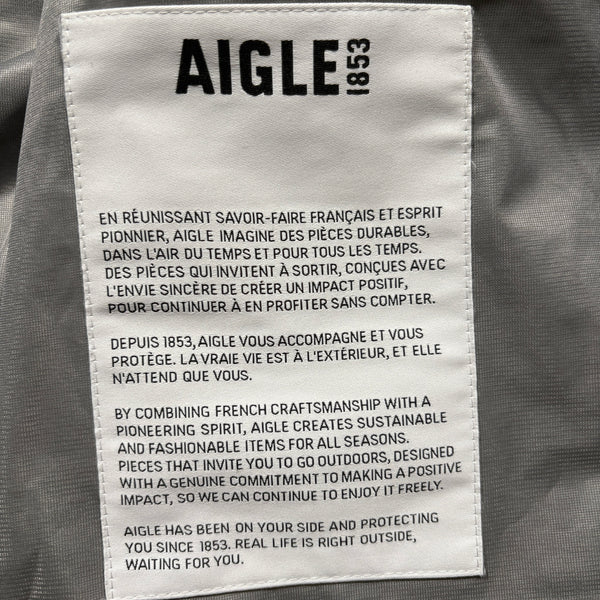 AIGLE 1853
EN RÉUNISSANT SAVOIR-FAIRE FRANÇAIS ET ESPRIT
PIONNIER, AIGLE IMAGINE DES PIÈCES DURABLES,
DANS L'AIR DU TEMPS ET POUR TOUS LES TEMPS.
DES PIÈCES QUI INVITENT À SORTIR, CONÇUES AVEC
L'ENVIE SINCÈRE DE CRÉER UN IMPACT POSITIF,
POUR CONTINUER À EN PROFITER SANS COMPTER.
DEPUIS 1853, AIGLE VOUS ACCOMPAGNE ET VOUS
PROTÈGE. LA VRAIE VIE EST À L'EXTÉRIEUR, ET ELLE
N'ATTEND QUE VOUS.
BY COMBINING FRENCH CRAFTSMANSHIP WITH A
PIONEERING SPIRIT, AIGLE CREATES SUSTAINABLE
AND FASHIONABLE ITEMS FOR ALL SEASONS.
PIECES THAT INVITE YOU TO GO OUTDOORS, DESIGNED
WITH A GENUINE COMMITMENT TO MAKING A POSITIVE
IMPACT, SO WE CAN CONTINUE TO ENJOY IT FREELY.
AIGLE HAS BEEN ON YOUR SIDE AND PROTECTING
YOU SINCE 1853. REAL LIFE IS RIGHT OUTSIDE,
WAITING FOR YOU.